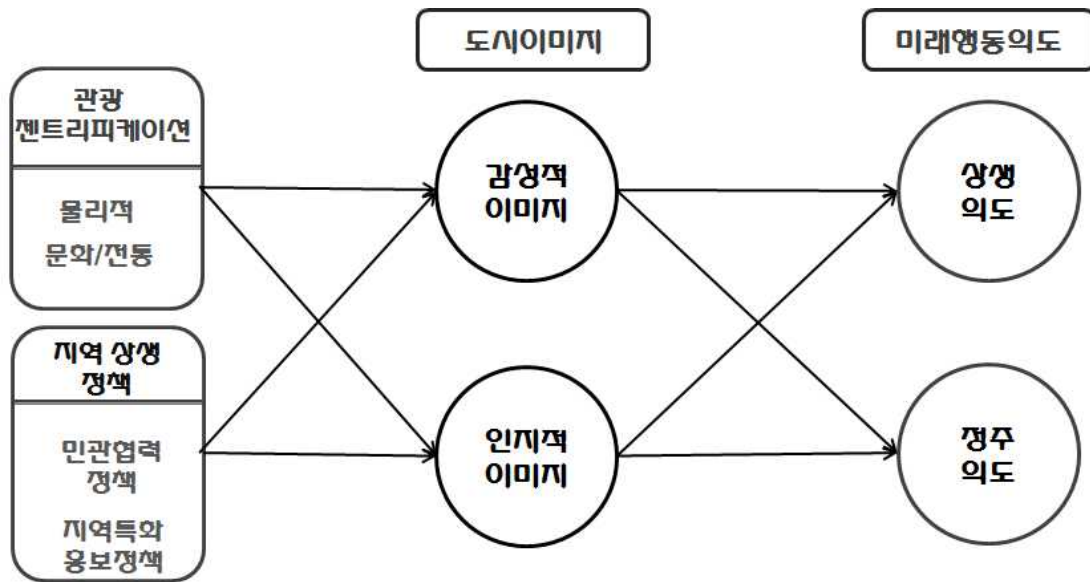 도시이미지
미래행동의도
관광
젠트리피케이션
물리적
문화/전통
지역 상생
정책
민관협력
정책
지역특화
홍보정책
감성적
이미지
인지적
이미지
상생
의도
정주
의도